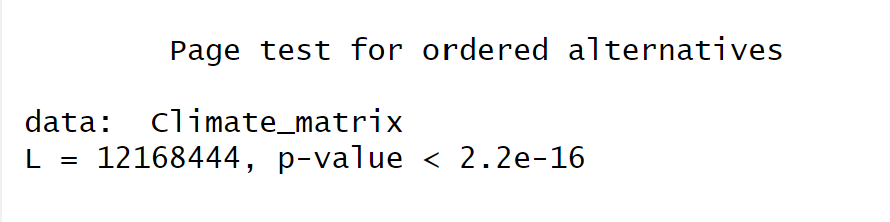 Page test for ordered alternatives
data:  Climate_matrix
L = 12168444, p-value < 2.2e-16